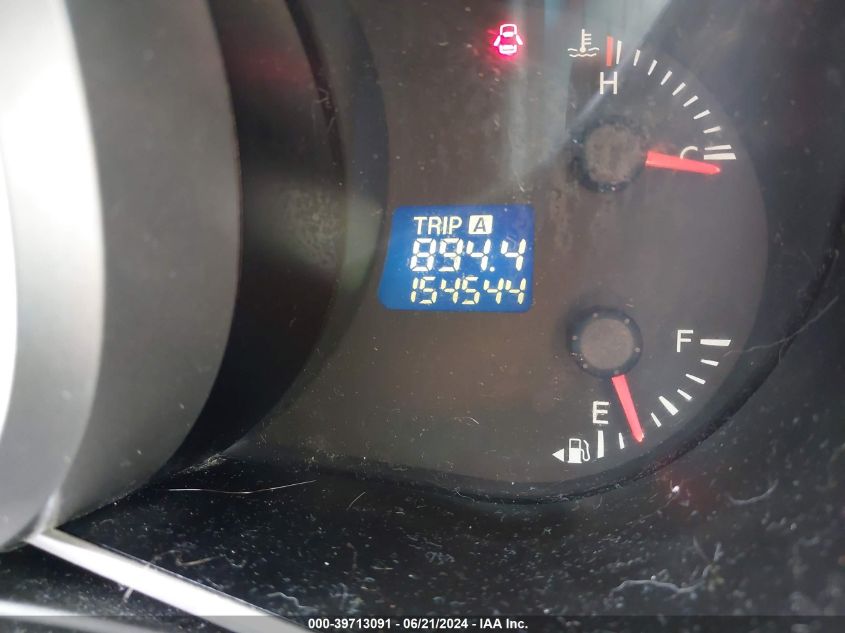 H
C
TRIP A
894.4
154544
F
E
000-39713091 - 06/21/2024 - IAA Inc.